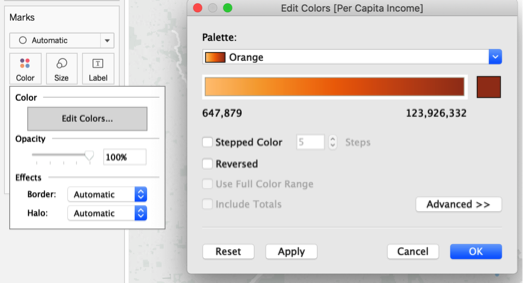 Marks
Automatic
Color
Size
Label
Color
Edit Colors...
Opacity
100%
Effects
Border: Automatic
Halo: Automatic
Edit Colors [Per Capita Income]
Palette:
Orange
647,879 123,926,332
Stepped Color 5 Steps
Reversed
Use Full Color Range
Include Totals
Advanced >>
Reset Apply Cancel OK